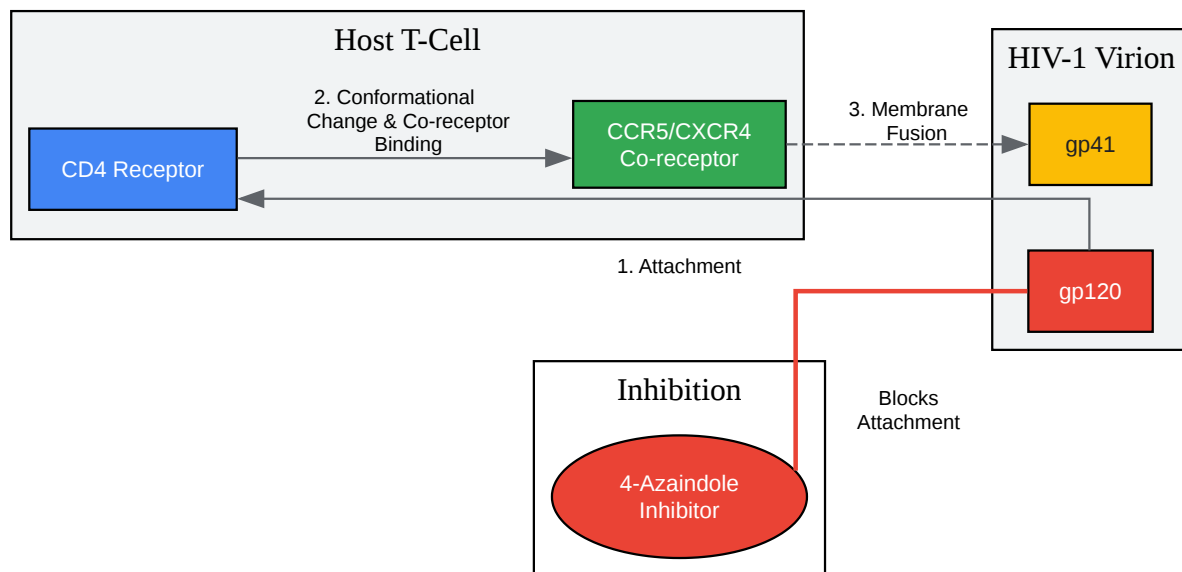 Host T-Cell
HIV-1 Virion
2. Conformational
Change & Co-receptor
Binding
3. Membrane
Fusion
CD4 Receptor
CCR5/CXCR4
Co-receptor
gp41
1. Attachment
gp120
Inhibition
Blocks
Attachment
4-Azaindole
Inhibitor